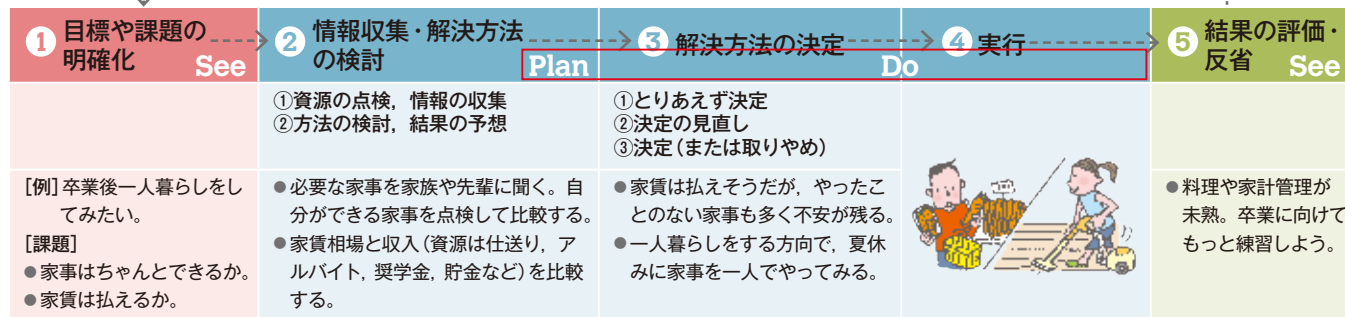 1 目標や課題の
明確化 See
2 情報収集・解決方法
の検討 Plan
3 解決方法の決定
Do
4 実行
5 結果の評価・
反省 See
①資源の点検，情報の収集
②方法の検討，結果の予想
①とりあえず決定
②決定の見直し
③決定（または取りやめ）
［例］卒業後一人暮らしをし
てみたい。
［課題］
●家事はちゃんとできるか。
●家賃は払えるか。
●必要な家事を家族や先輩に聞く。自
分ができる家事を点検して比較する。
●家賃相場と収入（資源は仕送り，ア
ルバイト，奨学金，貯金など）を比較
する。
●家賃は払えそうだが，やったこ
とのない家事も多く不安が残る。
●一人暮らしをする方向で，夏休
みに家事を一人でやってみる。
●料理や家計管理が
未熟。卒業に向けて
もっと練習しよう。